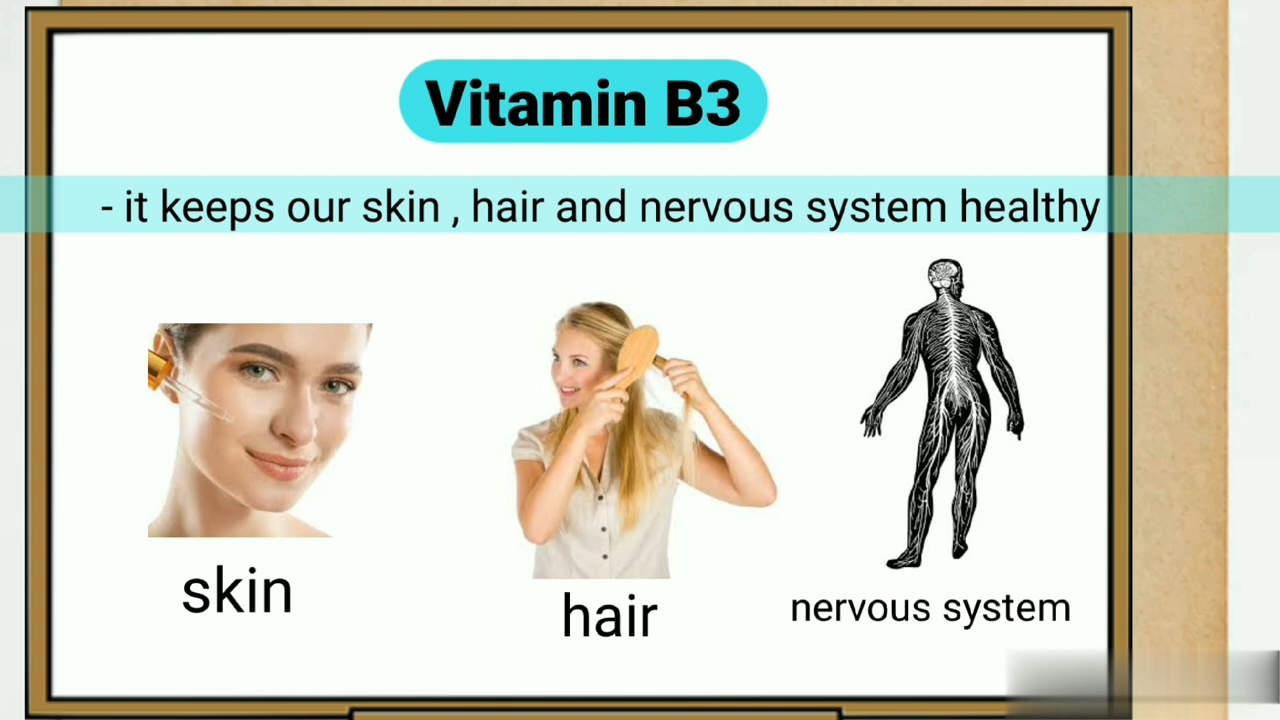 Vitamin B3
- it keeps our skin , hair and nervous system healthy
skin
hair
nervous system